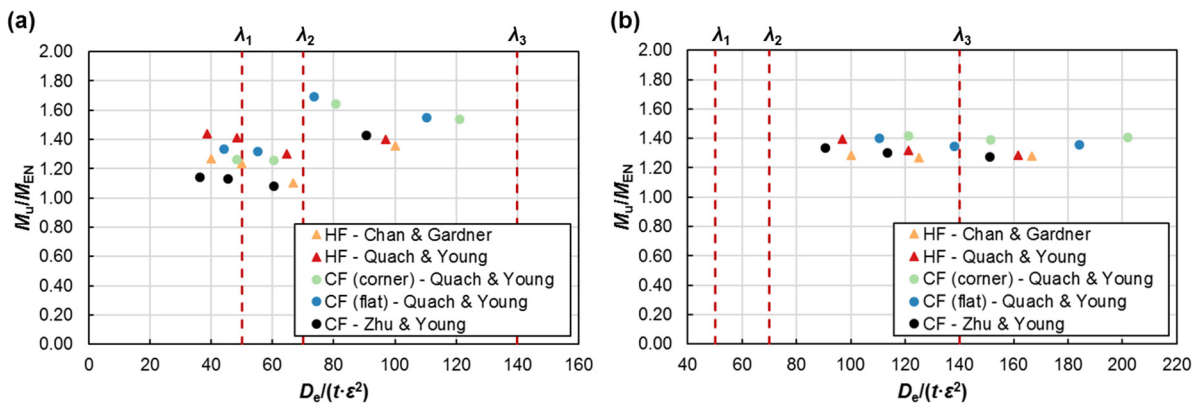 (a)
λ1 λ2 λ3
2.00
1.80
1.60
1.40
1.20
1.00
0.80
0.60
0.40
0.20
0.00
Mu/MEN
HF - Chan & Gardner
HF - Quach & Young
CF (corner) - Quach & Young
CF (flat) - Quach & Young
CF - Zhu & Young
0 20 40 60 80 100 120 140 160
De/(t·ε²)
(b)
λ1 λ2 λ3
2.00
1.80
1.60
1.40
1.20
1.00
0.80
0.60
0.40
0.20
0.00
Mu/MEN
HF - Chan & Gardner
HF - Quach & Young
CF (corner) - Quach & Young
CF (flat) - Quach & Young
CF - Zhu & Young
40 60 80 100 120 140 160 180 200 220
De/(t·ε²)